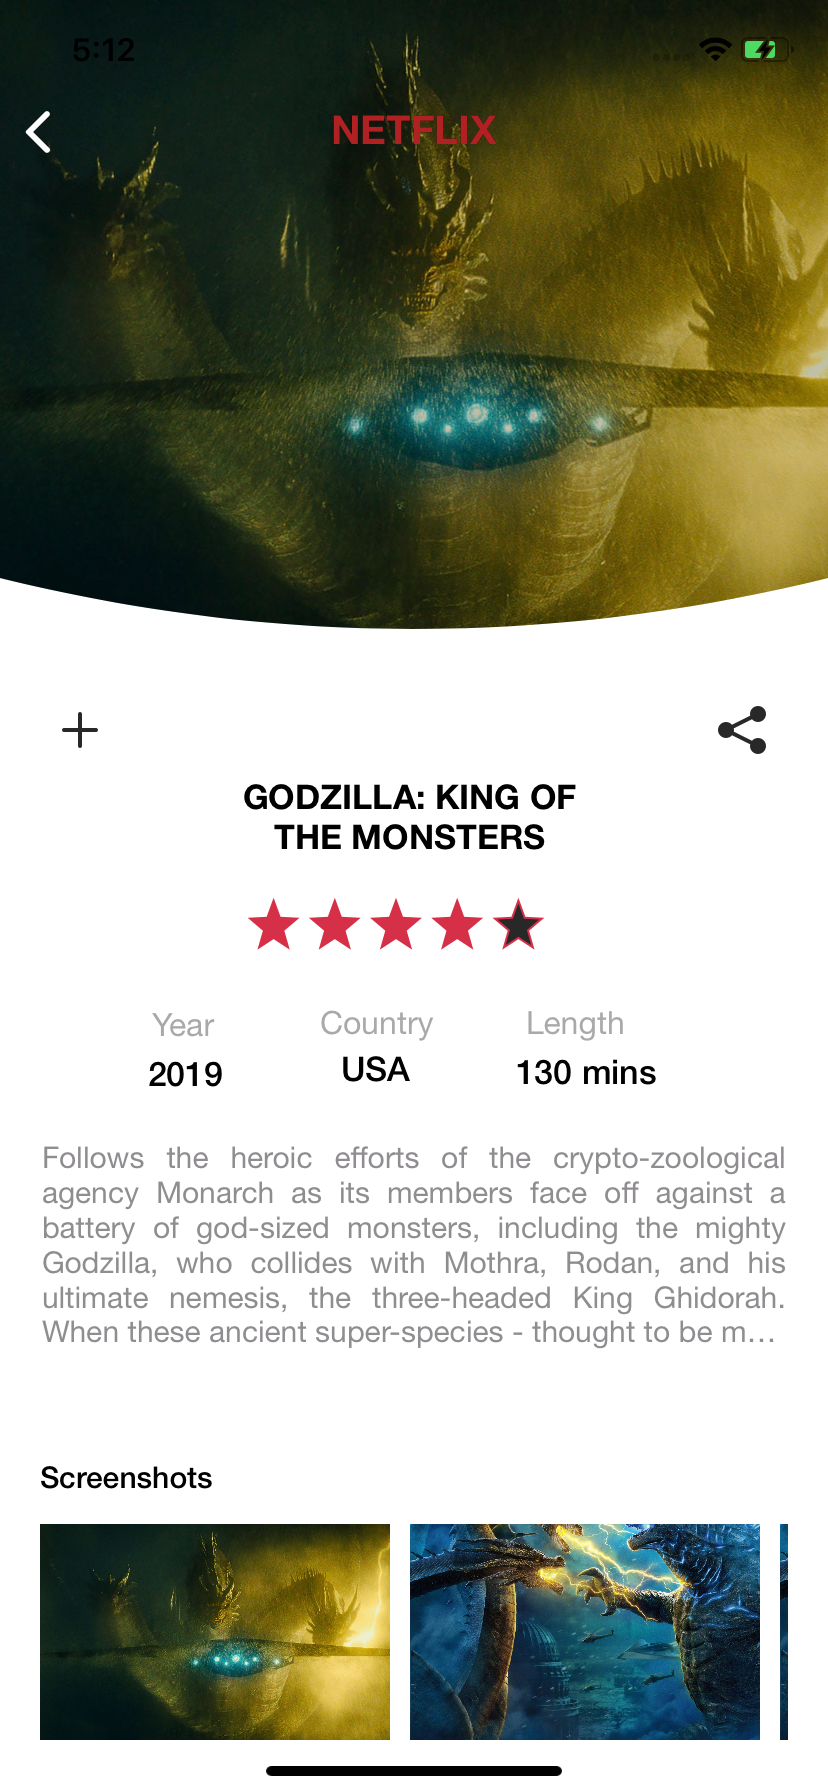 5:12
NETFLIX
GODZILLA: KING OF
THE MONSTERS
Year
Country
Length
2019
USA
130 mins
Follows the heroic efforts of the crypto-zoological
agency Monarch as its members face off against a
battery of god-sized monsters, including the mighty
Godzilla, who collides with Mothra, Rodan, and his
ultimate nemesis, the three-headed King Ghidorah.
When these ancient super-species - thought to be m…
Screenshots